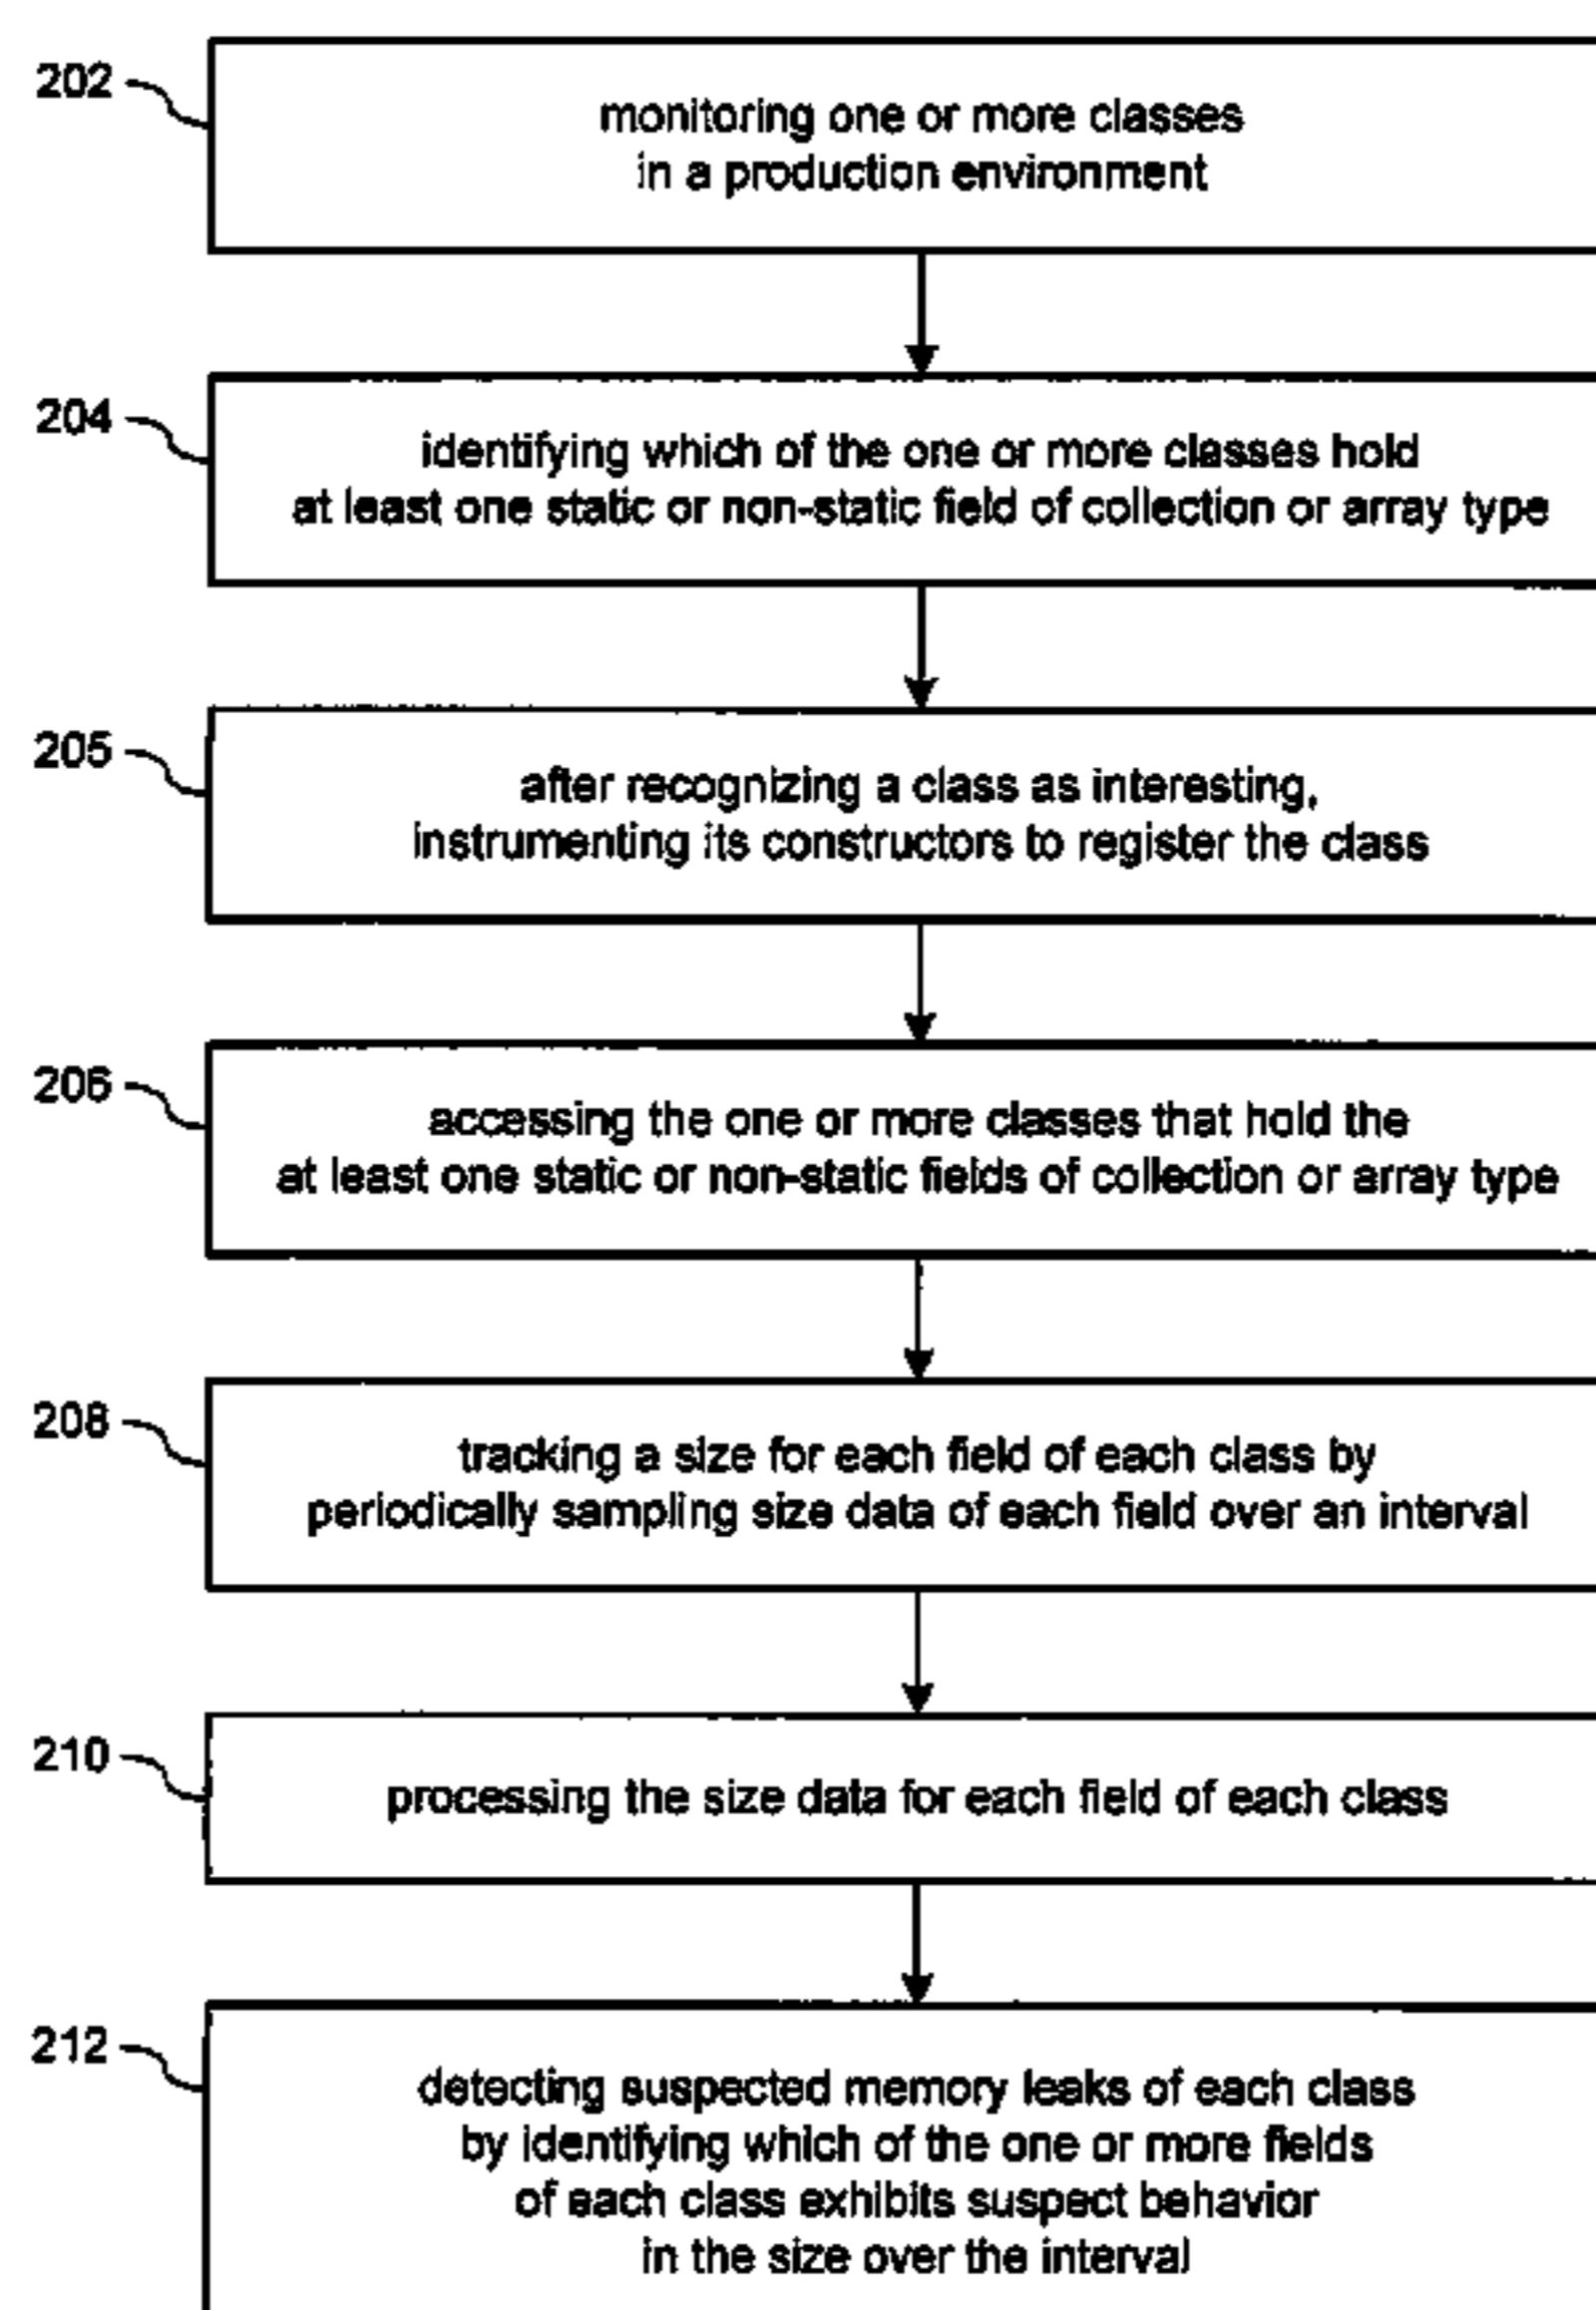 202
monitoring one or more classes
in a production environment
204
identifying which of the one or more classes hold
at least one static or non-static field of collection or array type
205
after recognizing a class as interesting,
instrumenting its constructors to register the class
206
accessing the one or more classes that hold the
at least one static or non-static fields of collection or array type
208
tracking a size for each field of each class by
periodically sampling size data of each field over an interval
210
processing the size data for each field of each class
212
detecting suspected memory leaks of each class
by identifying which of the one or more fields
of each class exhibits suspect behavior
in the size over the interval